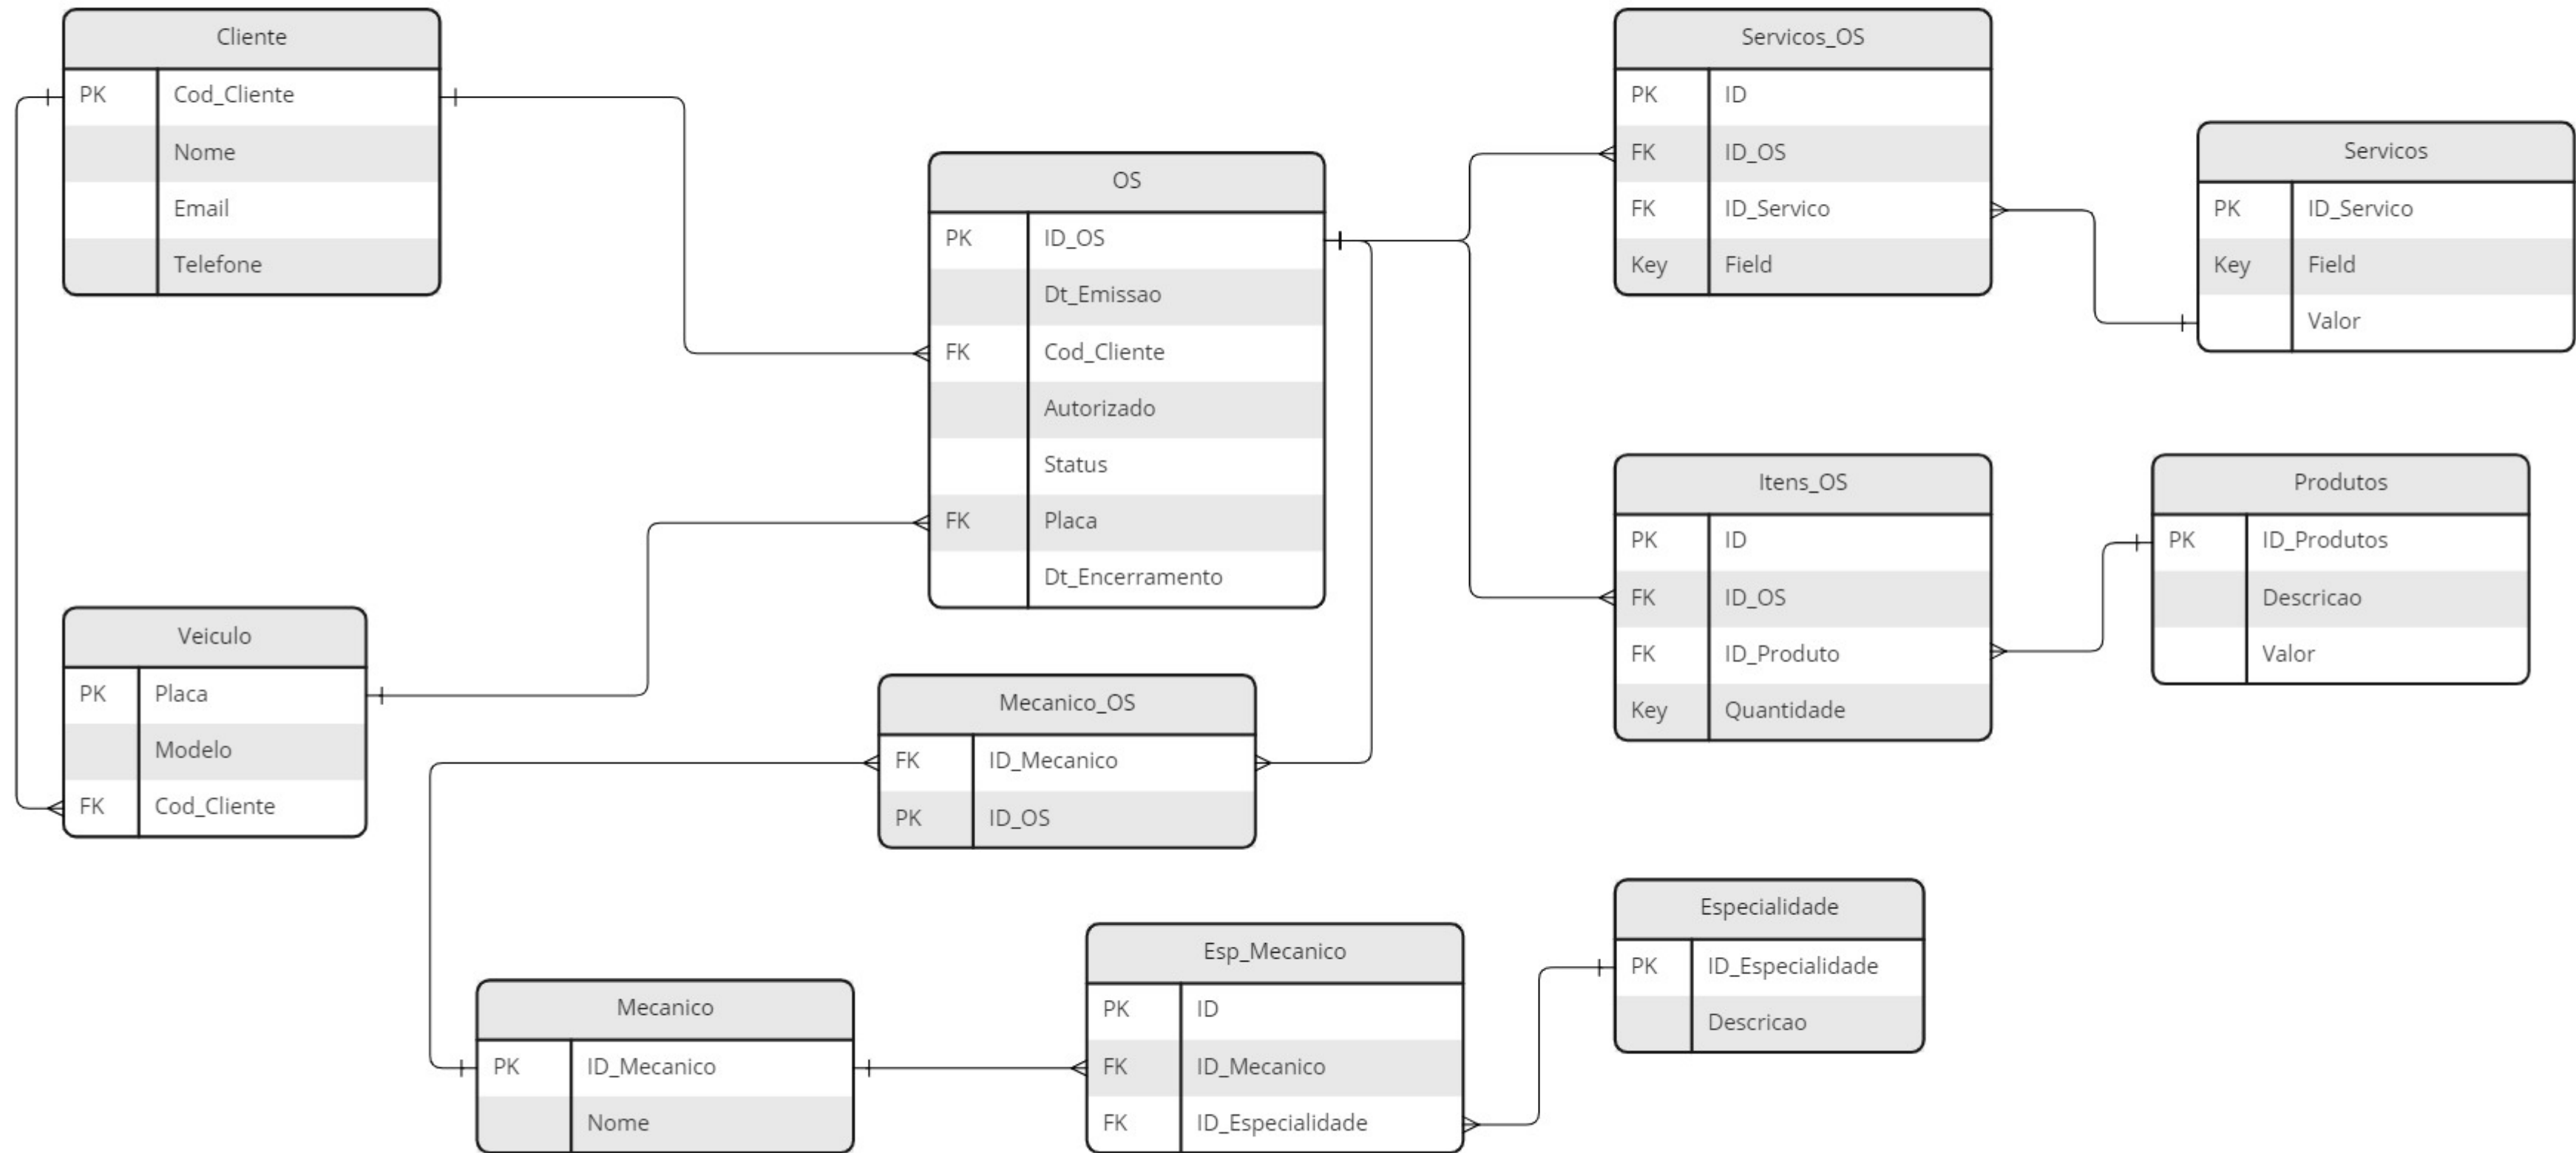 Cliente
PK Cod_Cliente
Nome
Email
Telefone
OS
PK ID_OS
Dt_Emissao
FK Cod_Cliente
Autorizado
Status
FK Placa
Dt_Encerramento
Servicos_OS
PK ID
FK ID_OS
FK ID_Servico
Key Field
Servicos
PK ID_Servico
Key Field
Valor
Itens_OS
PK ID
FK ID_OS
FK ID_Produto
Key Quantidade
Produtos
PK ID_Produtos
Descricao
Valor
Veiculo
PK Placa
Modelo
FK Cod_Cliente
Mecanico_OS
FK ID_Mecanico
PK ID_OS
Mecanico
PK ID_Mecanico
Nome
Esp_Mecanico
PK ID
FK ID_Mecanico
FK ID_Especialidade
Especialidade
PK ID_Especialidade
Descricao